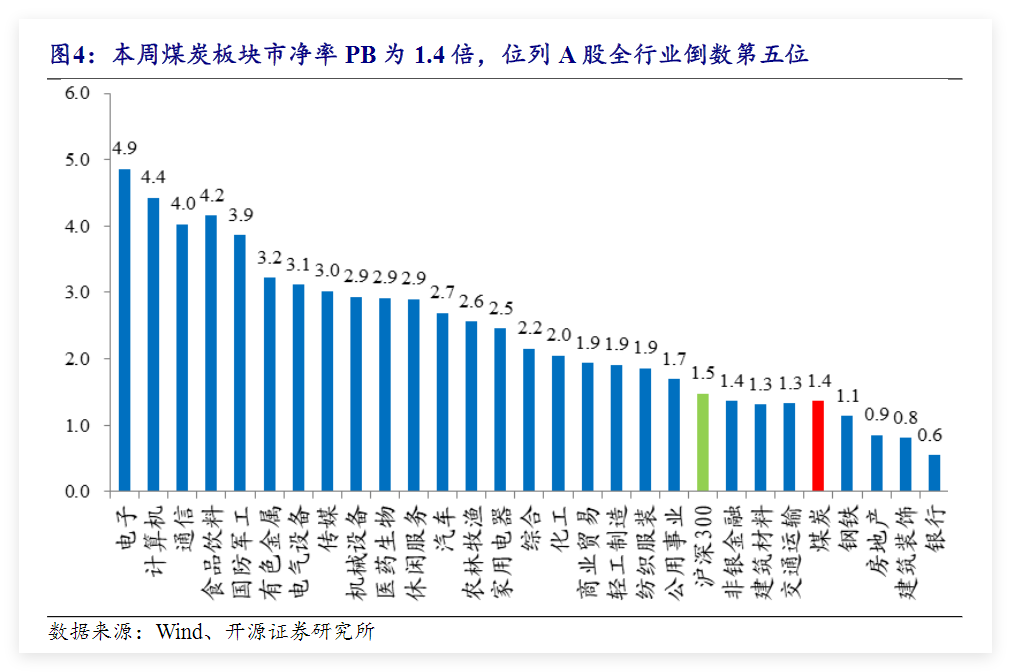 图4：本周煤炭板块市净率 PB 为 1.4 倍，位列 A 股全行业倒数第五位
6.0
5.0
4.0
3.0
2.0
1.0
0.0
4.9
4.4
4.0
4.2
3.9
3.2
3.1
3.0
2.9
2.9
2.9
2.7
2.6
2.5
2.2
2.0
1.9
1.9
1.9
1.7
1.5
1.4
1.3
1.3
1.4
1.1
0.9
0.8
0.6
电子
计算机
通信
食品饮料
国防军工
有色金属
电气设备
传媒
机械设备
医药生物
休闲服务
汽车
农林牧渔
家用电器
综合
化工
商业贸易
轻工制造
纺织服装
公用事业
沪深300
非银金融
建筑材料
交通运输
煤炭
钢铁
房地产
建筑装饰
银行
数据来源：Wind、开源证券研究所